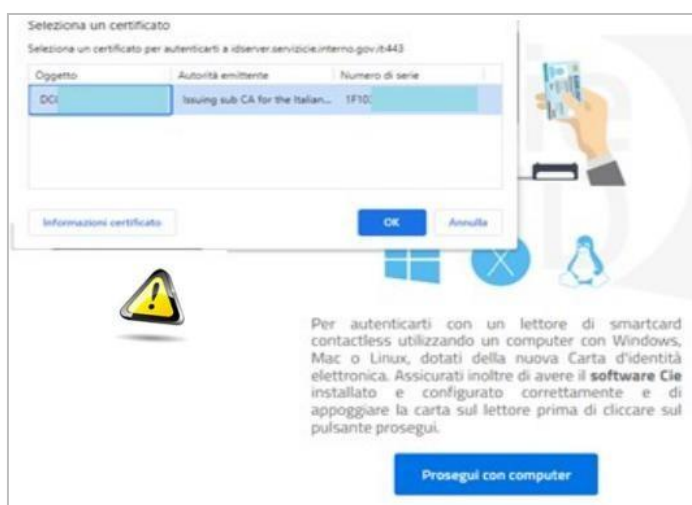 Seleziona un certificato
Seleziona un certificato per autenticarti a idserver.servizicie.interno.gov.it:443
Oggetto Autorità emittente Numero di serie
DC Issuing sub CA for the Italian... 1F10
Informazioni certificato OK Annulla
Per autenticarti con un lettore di smartcard
contactless utilizzando un computer con Windows,
Mac o Linux, dotati della nuova Carta d'identità
elettronica. Assicurati inoltre di avere il software Cie
installato e configurato correttamente e di
appoggiare la carta sul lettore prima di cliccare sul
pulsante prosegui.
Prosegui con computer